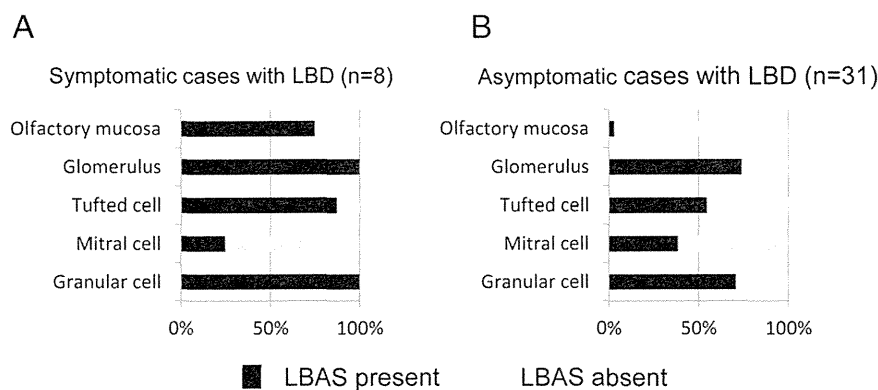 A
Symptomatic cases with LBD (n=8)
Olfactory mucosa
Glomerulus
Tufted cell
Mitral cell
Granular cell
0% 50% 100%
B
Asymptomatic cases with LBD (n=31)
Olfactory mucosa
Glomerulus
Tufted cell
Mitral cell
Granular cell
0% 50% 100%
LBAS present LBAS absent